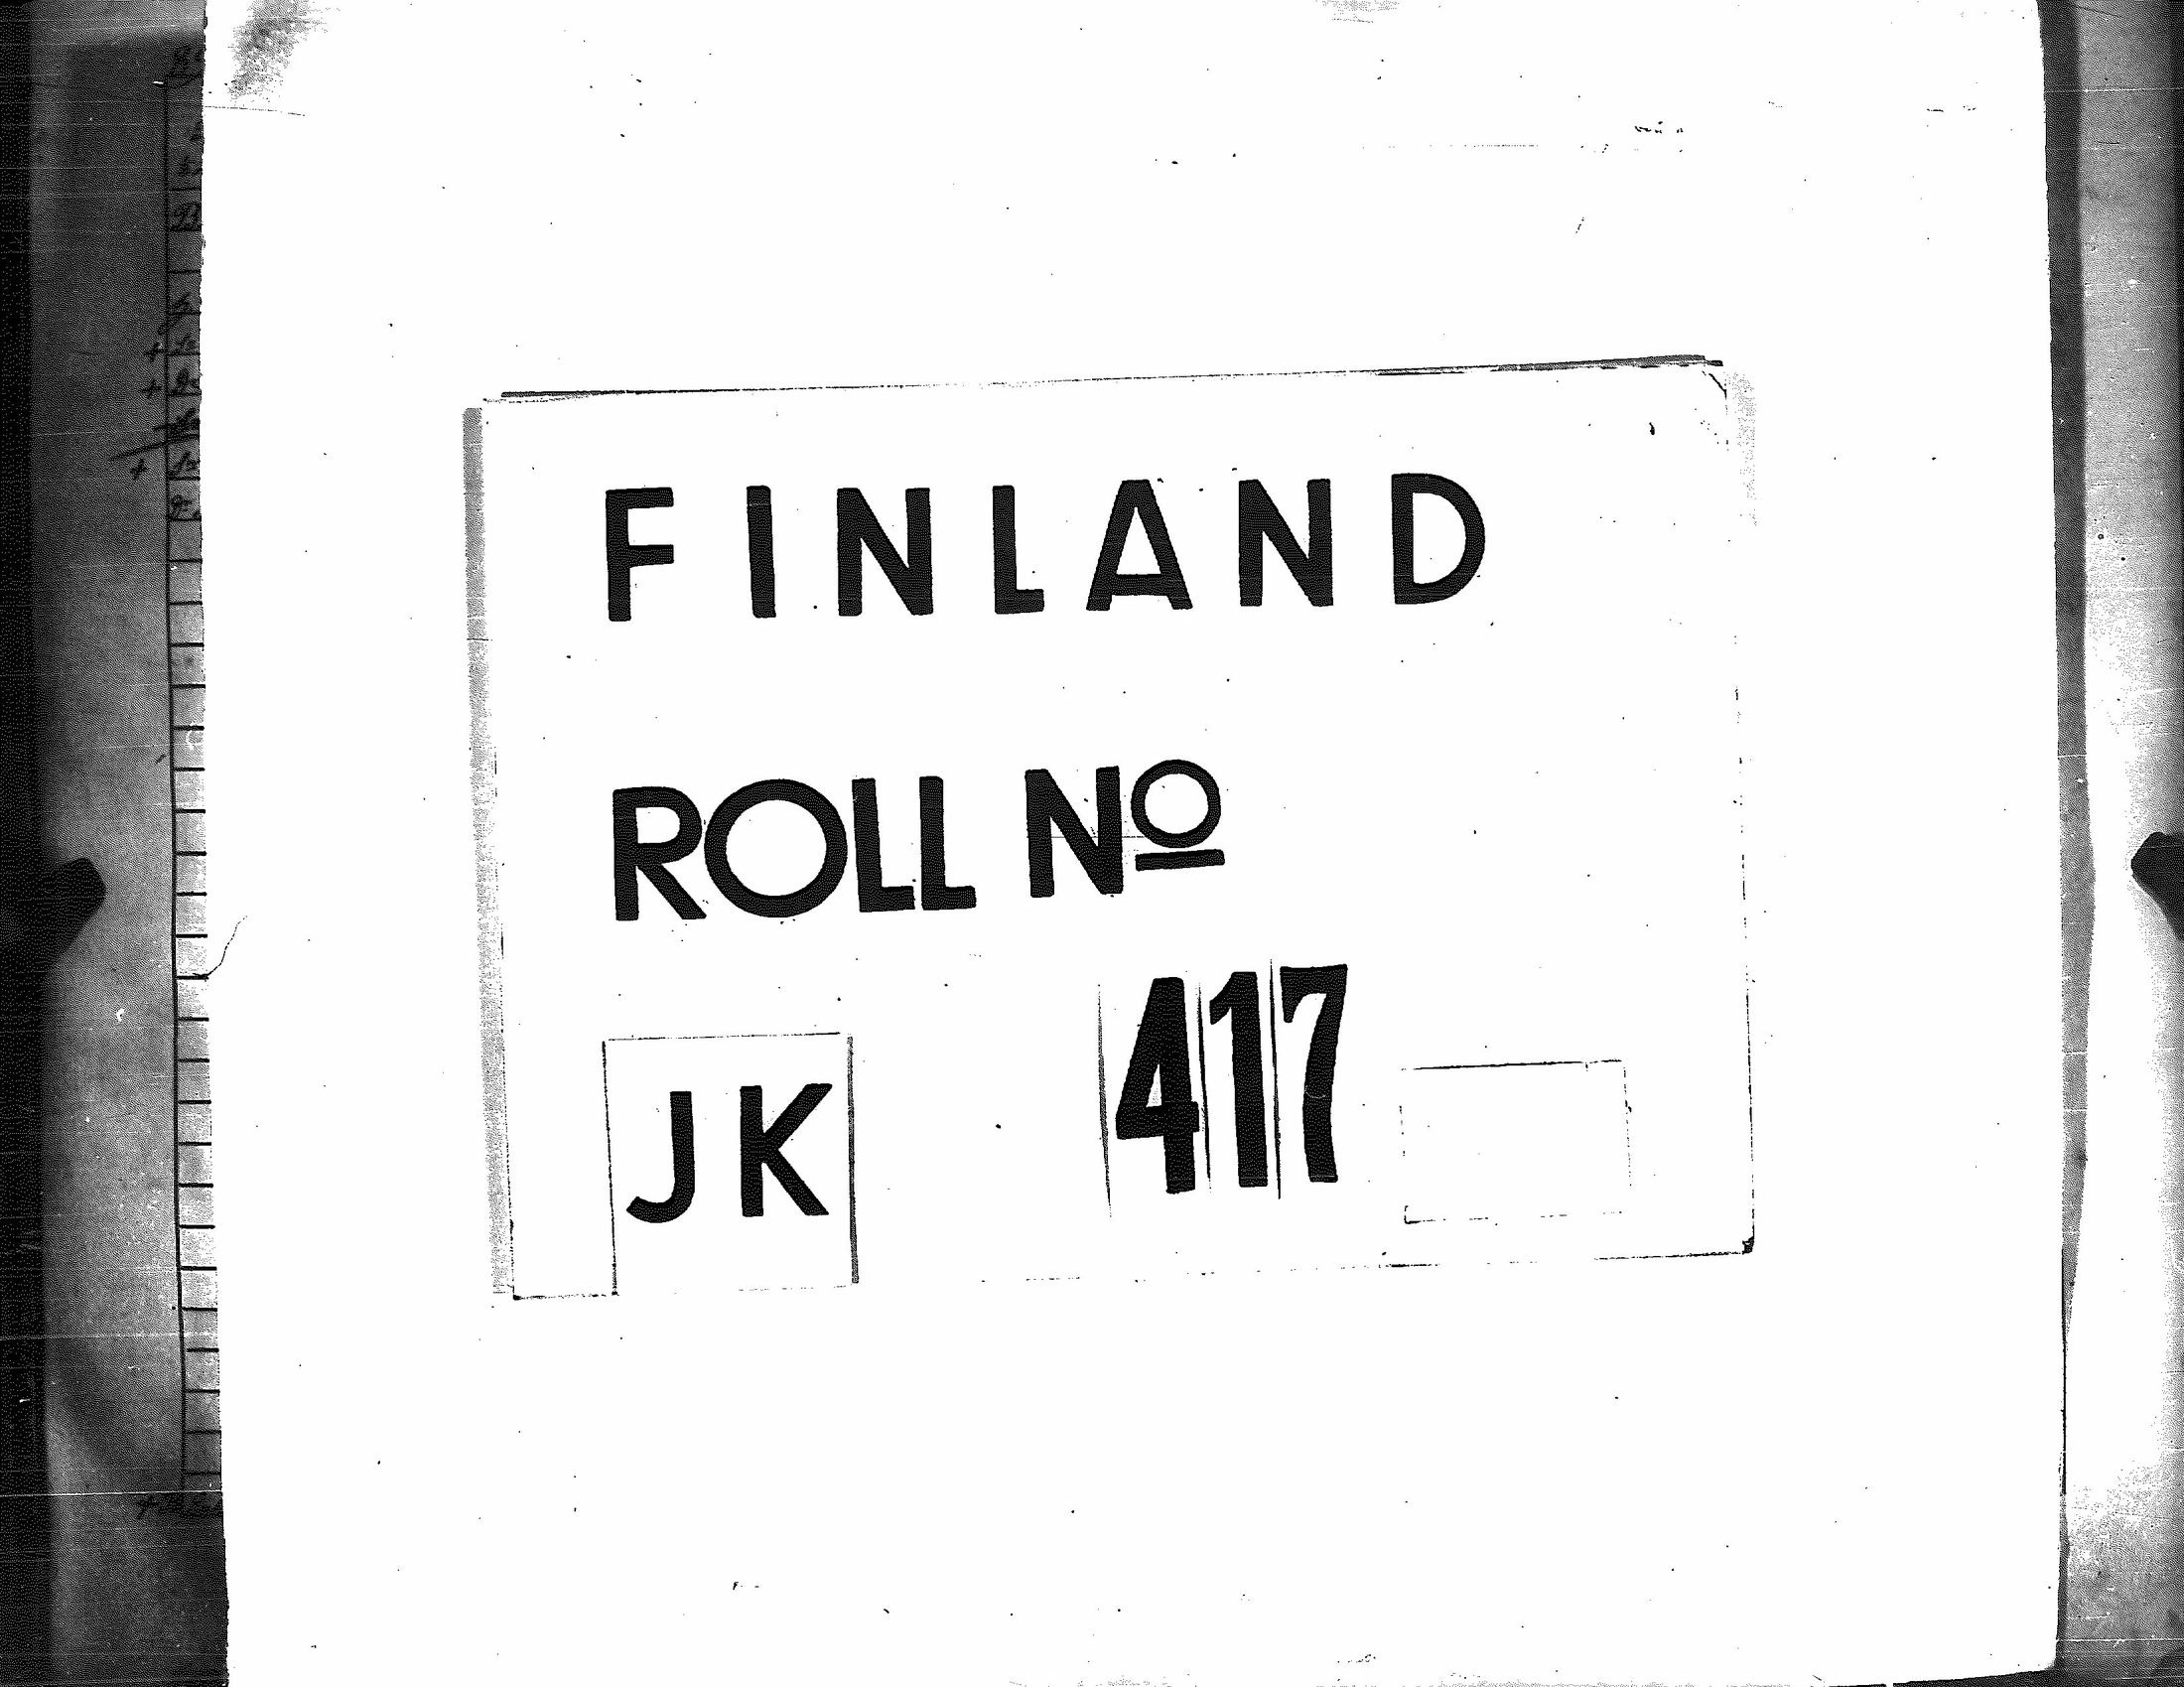 FINLAND
ROLL Nº
417
JK